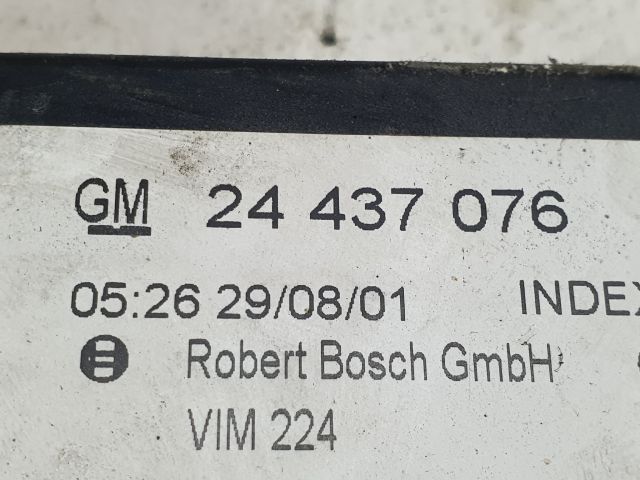 GM 24 437 076
05:26 29/08/01 INDEX
Robert Bosch GmbH
VIM 224